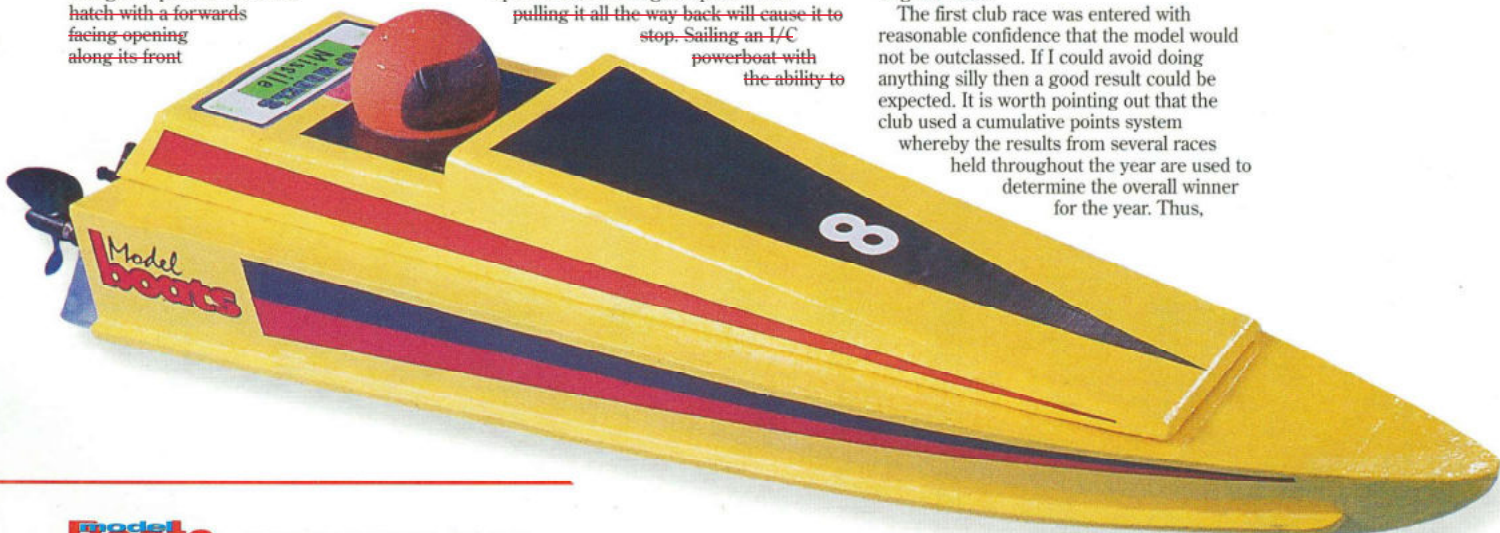 hatch with a forwards
facing opening
along its front
pulling it all the way back will cause it to
stop. Sailing an I/C
powerboat with
the ability to
The first club race was entered with
reasonable confidence that the model would
not be outclassed. If I could avoid doing
anything silly then a good result could be
expected. It is worth pointing out that the
club used a cumulative points system
whereby the results from several races
held throughout the year are used to
determine the overall winner
for the year. Thus,
Missile
8
Model
boats
model